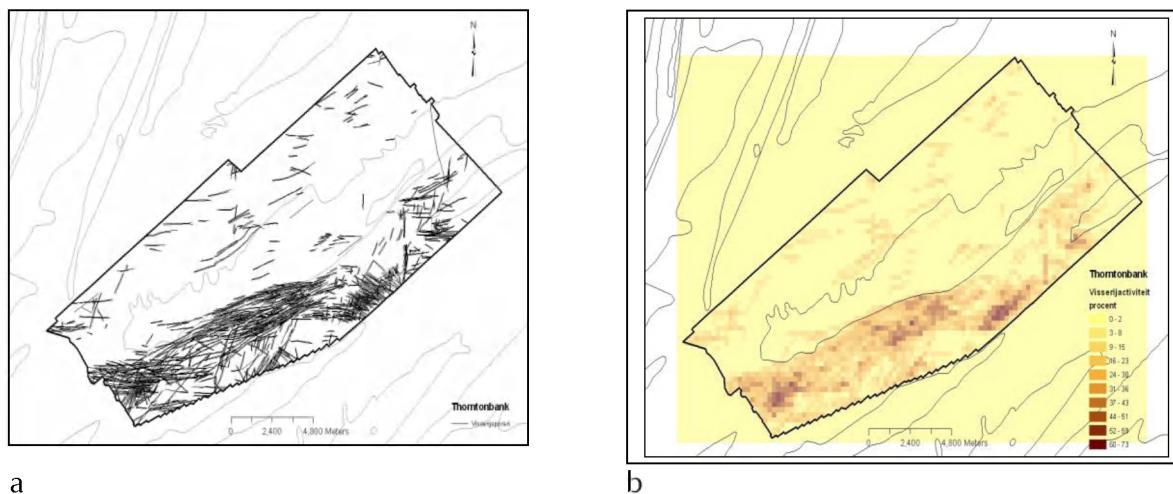 N
Thorntonbank
0 2,400 4,800 Meters
a
N
Thorntonbank
Visserijactiviteit
procent
0 - 2
3 - 8
9 - 15
16 - 23
24 - 30
31 - 36
37 - 43
44 - 51
52 - 59
60 - 73
0 2,400 4,800 Meters
b